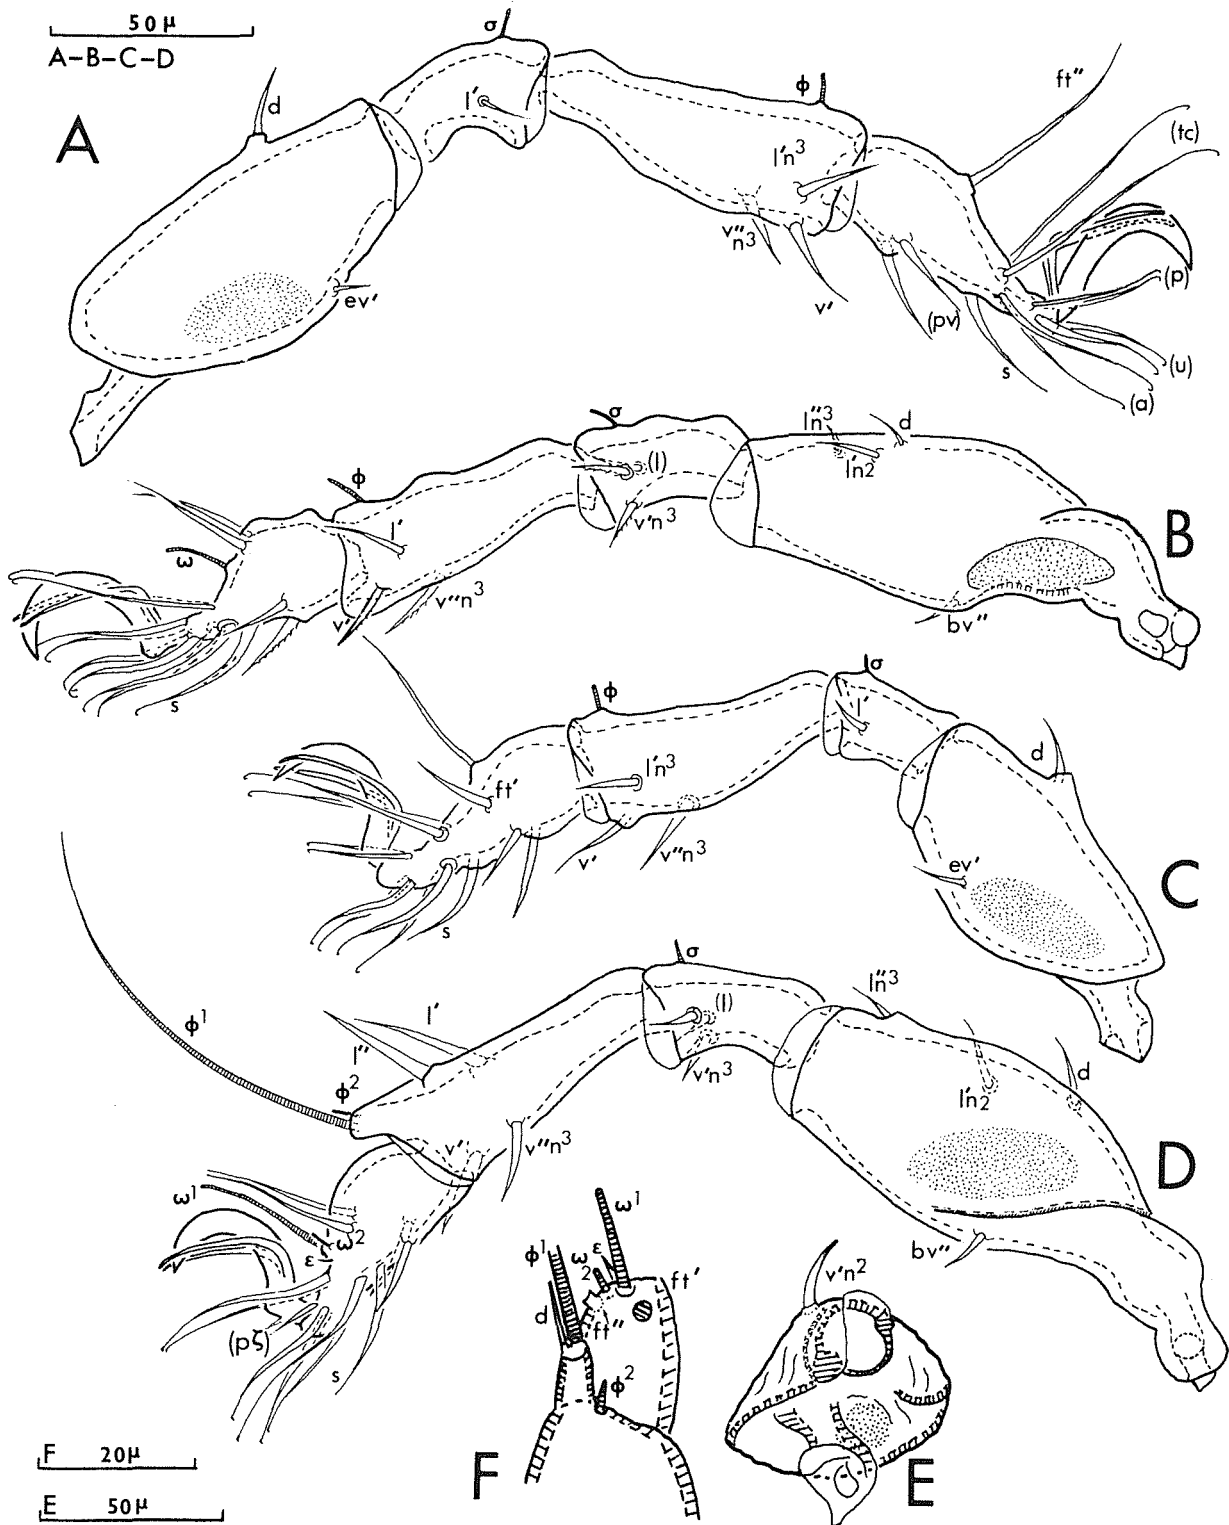 50 μ
A-B-C-D
A
d
σ
l'
ev'
ϕ
l'n³
v''n³
v'
(pv)
s
ft''
(tc)
(p)
(u)
(a)
B
σ
(l)
v'n³
l''n³
l'n2
d
bv''
ϕ
l'
ω
v'
v''n³
s
C
σ
l'
d
ev'
ϕ
l'n³
ft'
v'
v''n³
s
D
σ
(l)
v'n³
l''n³
l'n2
d
bv''
ϕ¹
l'
l''
ϕ²
v'
v''n³
ω¹
ω²
ε
(pζ)
s
F
ϕ¹
ω²
ε
ω¹
ft'
d
ft''
ϕ²
E
v'n²
F 20μ
E 50μ